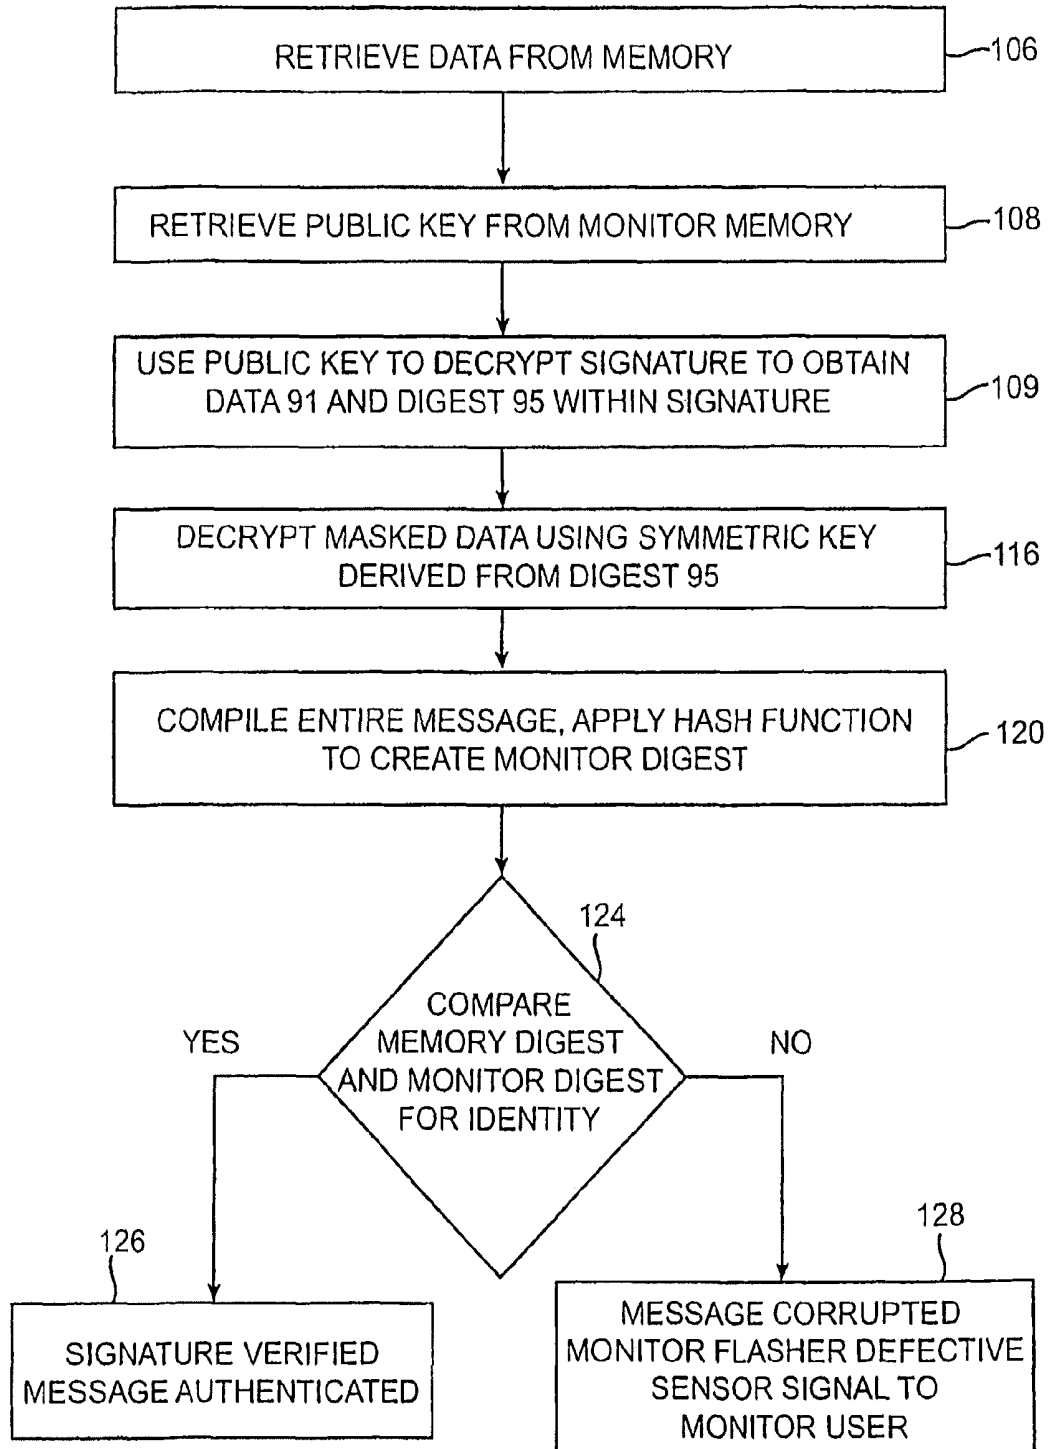 RETRIEVE DATA FROM MEMORY
106
RETRIEVE PUBLIC KEY FROM MONITOR MEMORY
108
USE PUBLIC KEY TO DECRYPT SIGNATURE TO OBTAIN
DATA 91 AND DIGEST 95 WITHIN SIGNATURE
109
DECRYPT MASKED DATA USING SYMMETRIC KEY
DERIVED FROM DIGEST 95
116
COMPILE ENTIRE MESSAGE, APPLY HASH FUNCTION
TO CREATE MONITOR DIGEST
120
124
COMPARE
MEMORY DIGEST
AND MONITOR DIGEST
FOR IDENTITY
YES
NO
126
SIGNATURE VERIFIED
MESSAGE AUTHENTICATED
128
MESSAGE CORRUPTED
MONITOR FLASHER DEFECTIVE
SENSOR SIGNAL TO
MONITOR USER